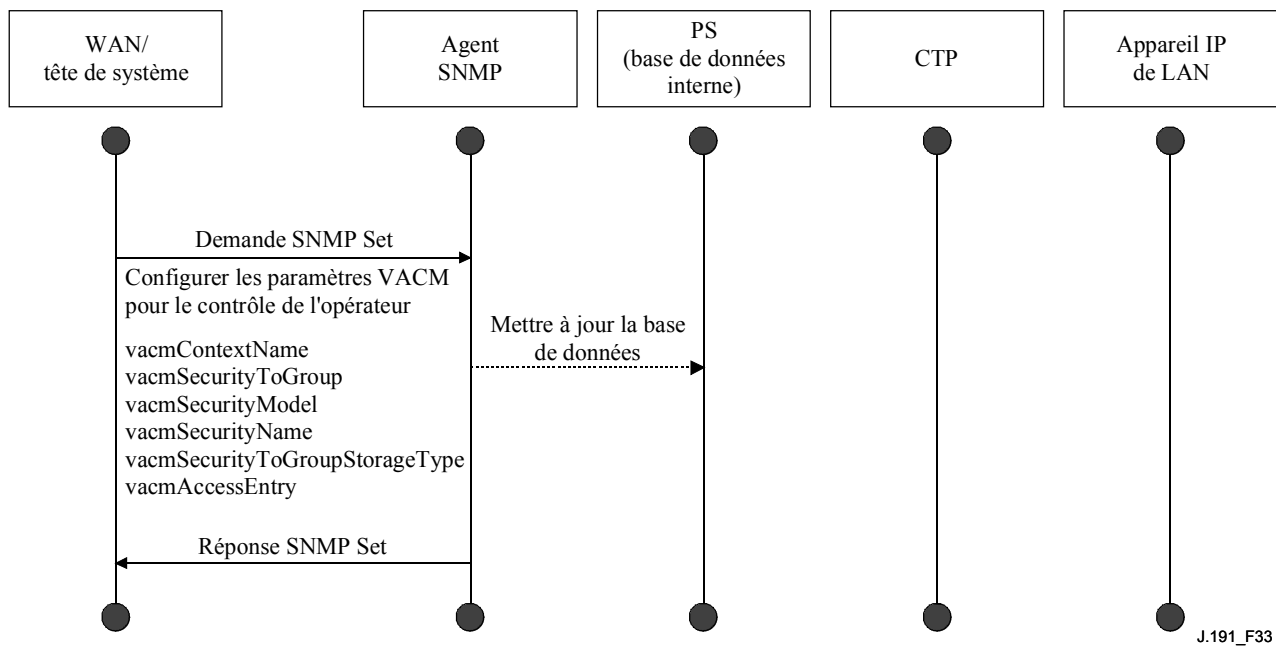 WAN/
tête de système
Agent
SNMP
PS
(base de données
interne)
CTP
Appareil IP
de LAN
Demande SNMP Set
Configurer les paramètres VACM
pour le contrôle de l'opérateur
vacmContextName
vacmSecurityToGroup
vacmSecurityModel
vacmSecurityName
vacmSecurityToGroupStorageType
vacmAccessEntry
Mettre à jour la base
de données
Réponse SNMP Set
J.191_F33